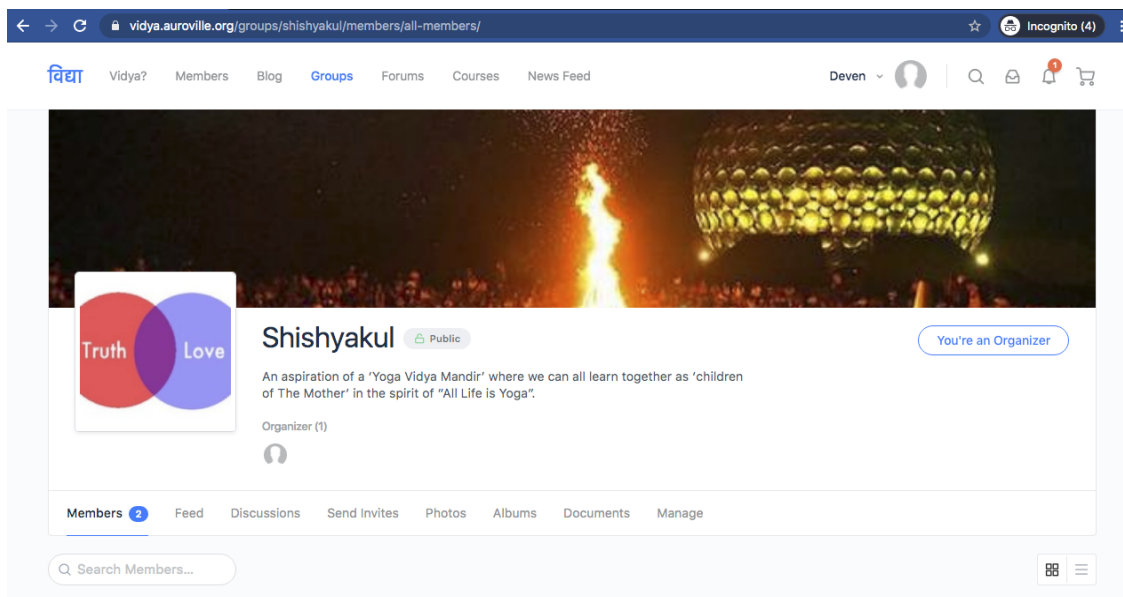 vidya.auroville.org/groups/shishyakul/members/all-members/ Incognito (4)
विद्या Vidya? Members Blog Groups Forums Courses News Feed Deven 1
Truth Love
Shishyakul Public You're an Organizer
An aspiration of a ‘Yoga Vidya Mandir’ where we can all learn together as ‘children
of The Mother’ in the spirit of “All Life is Yoga”.
Organizer (1)
Members 2 Feed Discussions Send Invites Photos Albums Documents Manage
Search Members...